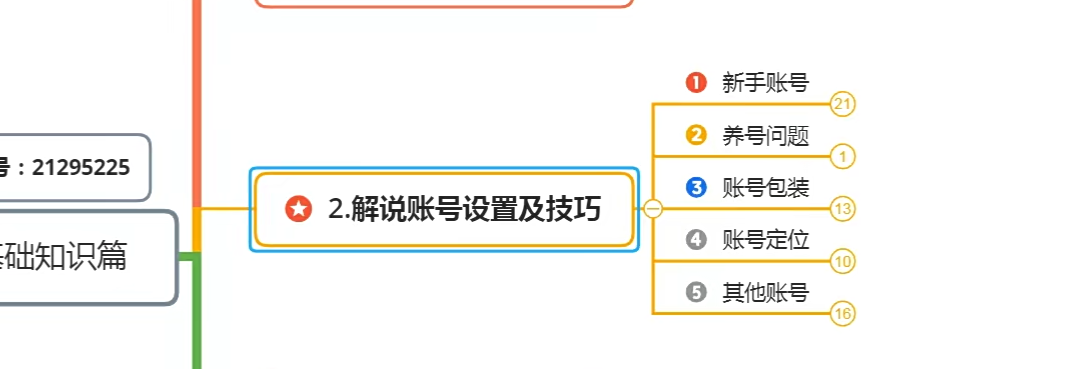 号：21295225
基础知识篇
2.解说账号设置及技巧
1 新手账号 21
2 养号问题 1
3 账号包装 13
4 账号定位 10
5 其他账号 16